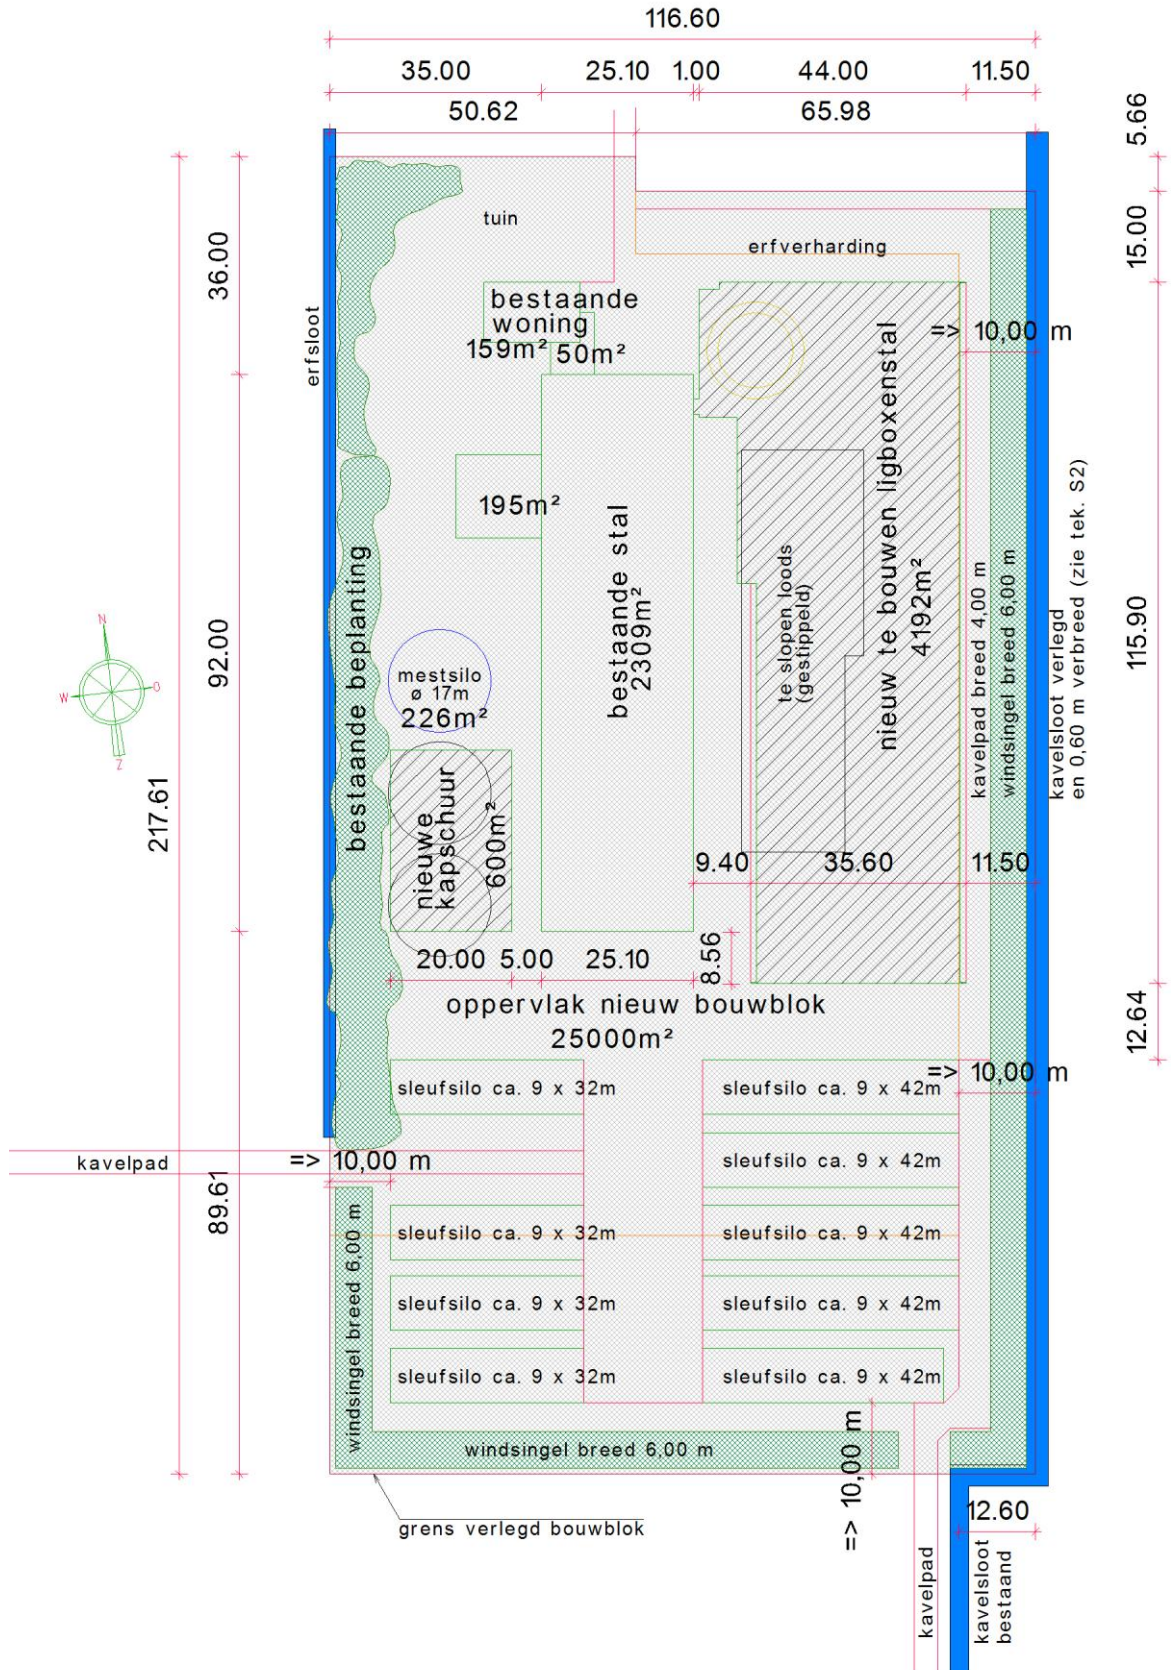 116.60
35.00
25.10
1.00
44.00
11.50
50.62
65.98
5.66
15.00
115.90
12.64
36.00
92.00
89.61
217.61
tuin
erfverharding
erfsloot
bestaande
woning
159m²
50m²
=> 10,00 m
195m²
bestaande stal
2309m²
nieuw te bouwen ligboxenstal
4192m²
te slopen loods
(gestippeld)
kavelpad breed 4,00 m
windsingel breed 6,00 m
kavelsloot verlegd
en 0,60 m verbreed (zie tek. S2)
bestaande beplanting
N
W
O
Z
mestsilo
ø 17m
226m²
nieuwe
kapschuur
600m²
9.40
35.60
11.50
20.00
5.00
25.10
8.56
oppervlak nieuw bouwblok
25000m²
sleufsilo ca. 9 x 32m
sleufsilo ca. 9 x 42m
=> 10,00 m
kavelpad
=> 10,00 m
sleufsilo ca. 9 x 42m
sleufsilo ca. 9 x 32m
sleufsilo ca. 9 x 42m
sleufsilo ca. 9 x 32m
sleufsilo ca. 9 x 42m
sleufsilo ca. 9 x 32m
sleufsilo ca. 9 x 42m
windsingel breed 6,00 m
windsingel breed 6,00 m
=> 10,00 m
grens verlegd bouwblok
12.60
kavelpad
kavelsloot
bestaand